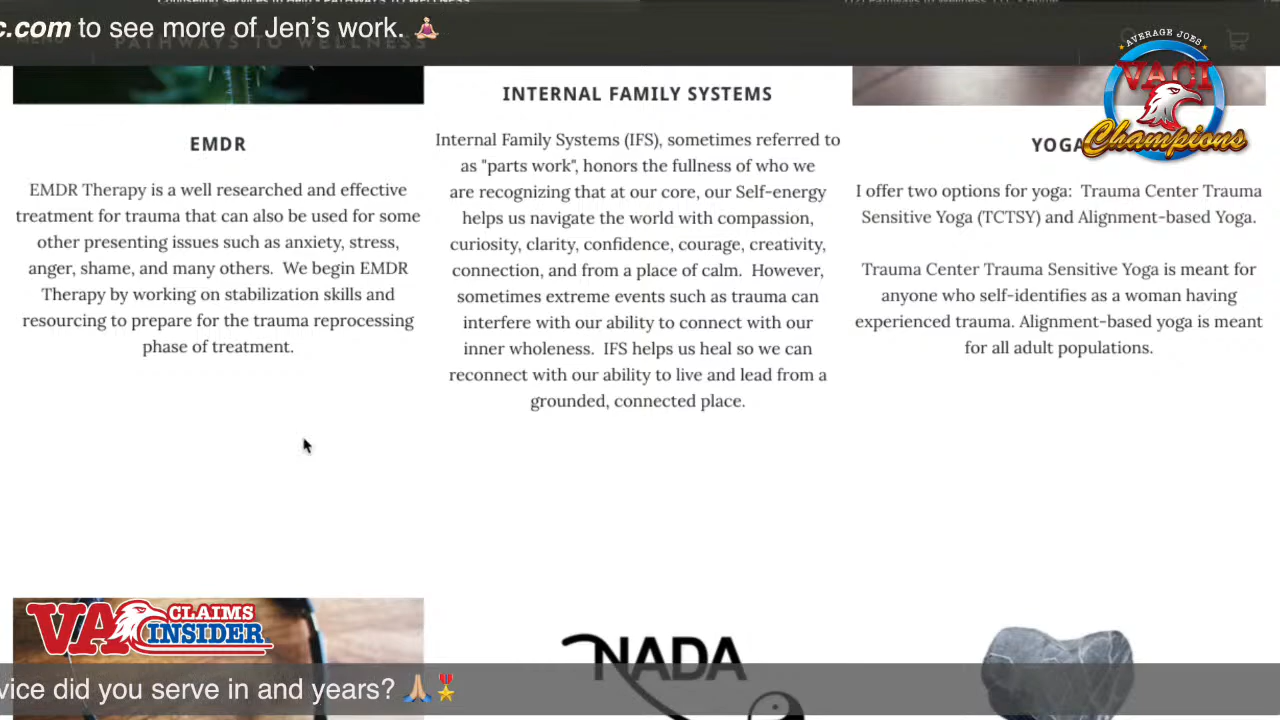 c.com to see more of Jen's work. 🧘🏻‍♀️
PATHWAYS TO WELLNESS
AVERAGE JOES
VACI
Champions
EMDR
EMDR Therapy is a well researched and effective
treatment for trauma that can also be used for some
other presenting issues such as anxiety, stress,
anger, shame, and many others.  We begin EMDR
Therapy by working on stabilization skills and
resourcing to prepare for the trauma reprocessing
phase of treatment.
INTERNAL FAMILY SYSTEMS
Internal Family Systems (IFS), sometimes referred to
as "parts work", honors the fullness of who we
are recognizing that at our core, our Self-energy
helps us navigate the world with compassion,
curiosity, clarity, confidence, courage, creativity,
connection, and from a place of calm.  However,
sometimes extreme events such as trauma can
interfere with our ability to connect with our
inner wholeness.  IFS helps us heal so we can
reconnect with our ability to live and lead from a
grounded, connected place.
YOGA
I offer two options for yoga:  Trauma Center Trauma
Sensitive Yoga (TCTSY) and Alignment-based Yoga.
Trauma Center Trauma Sensitive Yoga is meant for
anyone who self-identifies as a woman having
experienced trauma. Alignment-based yoga is meant
for all adult populations.
VA CLAIMS
INSIDER
NADA
vice did you serve in and years? 🙏🏼🎖️